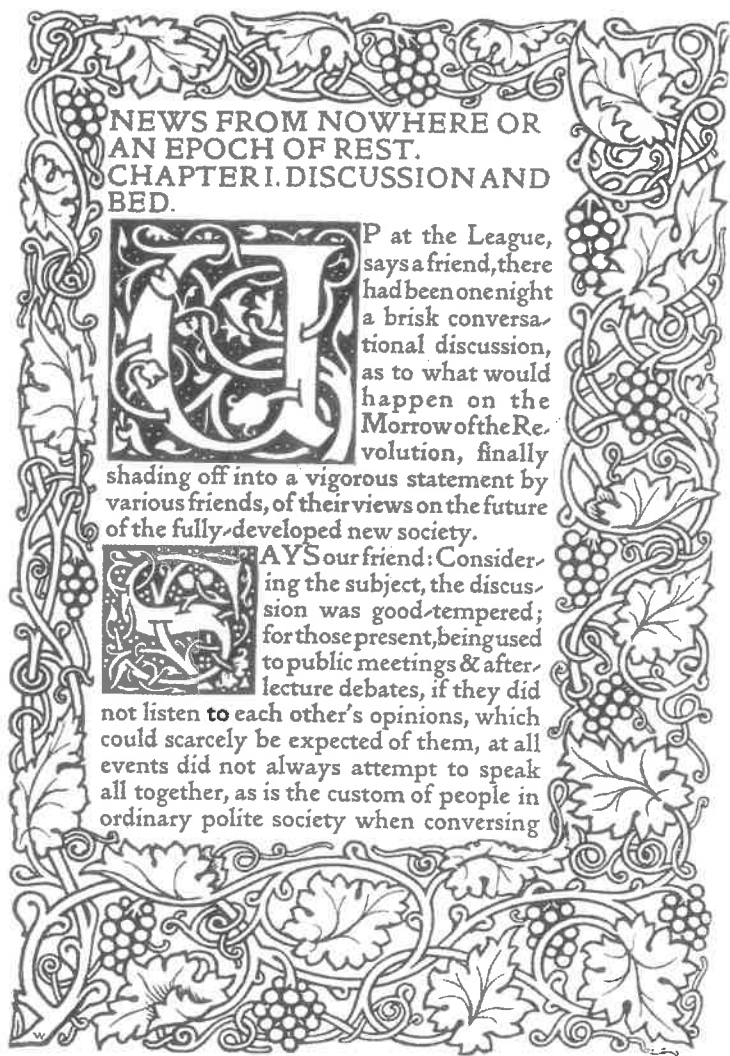 NEWS FROM NOWHERE OR
AN EPOCH OF REST.
CHAPTER I. DISCUSSION AND
BED.
UP at the League,
says a friend, there
had been one night
a brisk conversa-
tional discussion,
as to what would
happen on the
Morrow of the Re-
volution, finally
shading off into a vigorous statement by
various friends, of their views on the future
of the fully-developed new society.
SAYS our friend: Consider-
ing the subject, the discus-
sion was good-tempered;
for those present, being used
to public meetings & after-
lecture debates, if they did
not listen to each other's opinions, which
could scarcely be expected of them, at all
events did not always attempt to speak
all together, as is the custom of people in
ordinary polite society when conversing